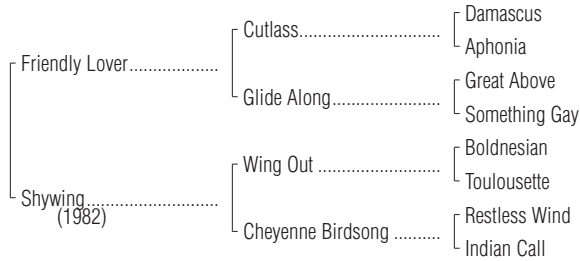 Damascus
Cutlass
Aphonia
Friendly Lover
Great Above
Glide Along
Something Gay
Boldnesian
Wing Out
Toulousette
Shywing
(1982)
Restless Wind
Cheyenne Birdsong
Indian Call